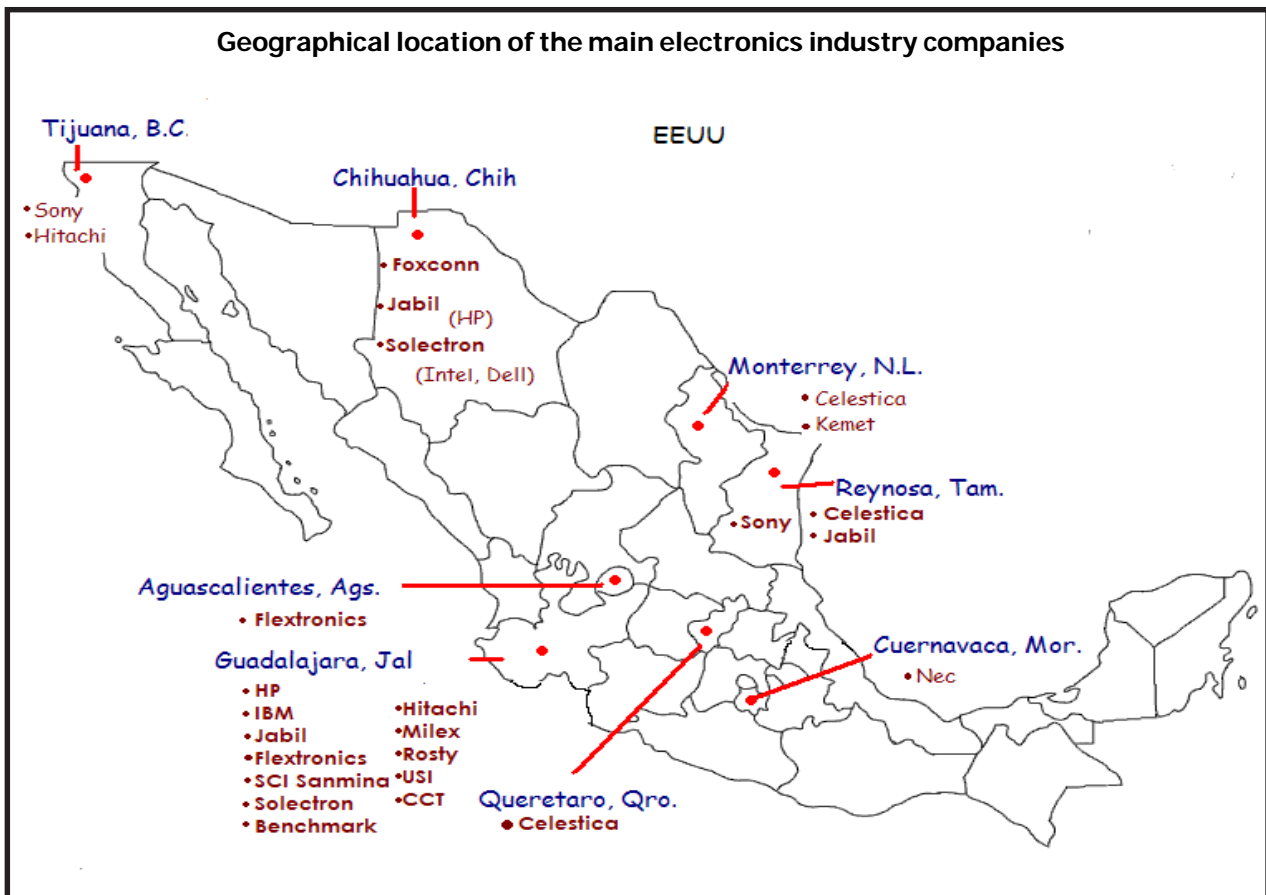 Geographical location of the main electronics industry companies
EEUU
Tijuana, B.C.
• Sony
• Hitachi
Chihuahua, Chih
• Foxconn
• Jabil (HP)
• Solectron
(Intel, Dell)
Monterrey, N.L.
• Celestica
• Kemet
Reynosa, Tam.
• Sony
• Celestica
• Jabil
Aguascalientes, Ags.
• Flextronics
Guadalajara, Jal
• HP
• IBM
• Jabil
• Flextronics
• SCI Sanmina
• Solectron
• Benchmark
• Hitachi
• Milex
• Rosty
• USI
• CCT
Queretaro, Qro.
• Celestica
Cuernavaca, Mor.
• Nec